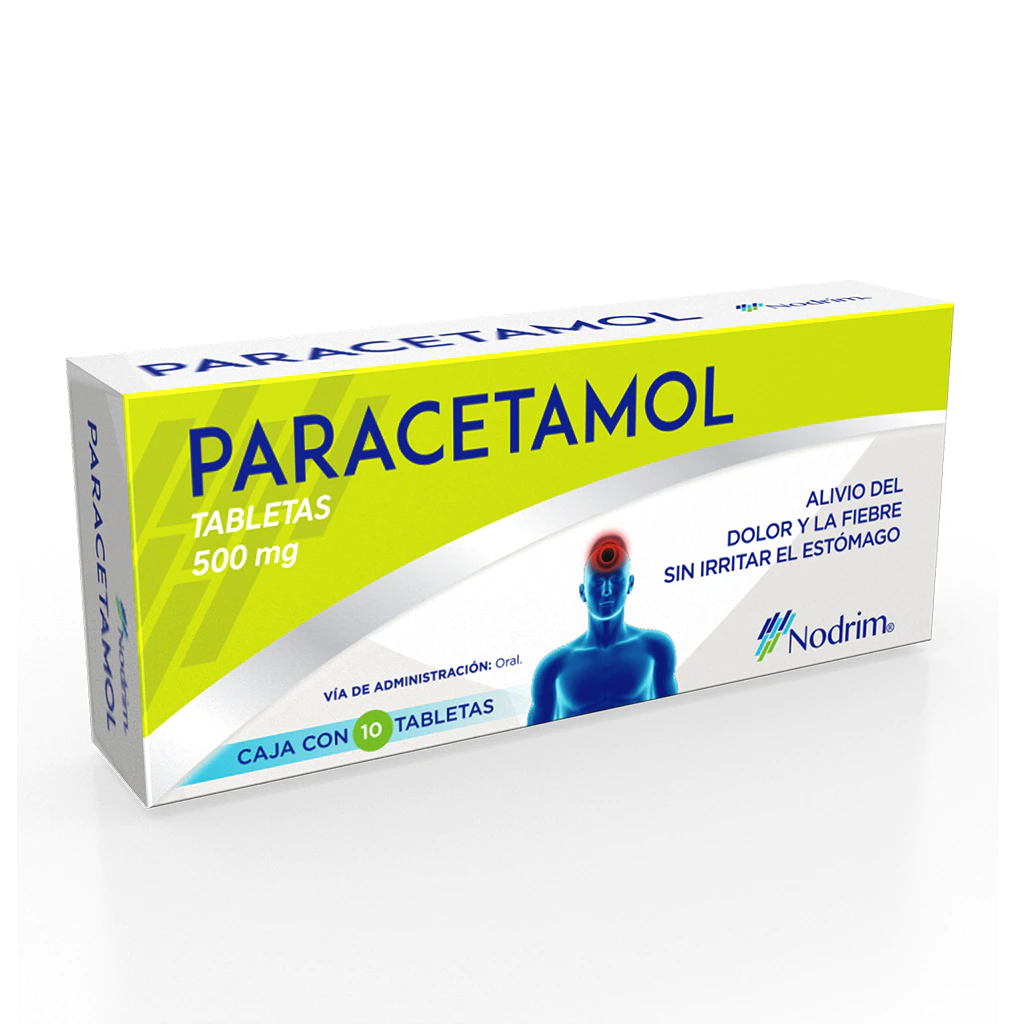 PARACETAMOL
Nodrim®
PARACETAMOL
TABLETAS
500 mg
ALIVIO DEL
DOLOR Y LA FIEBRE
SIN IRRITAR EL ESTÓMAGO
Nodrim®
VÍA DE ADMINISTRACIÓN: Oral.
CAJA CON 10 TABLETAS
PARACETAMOL
Nodrim®